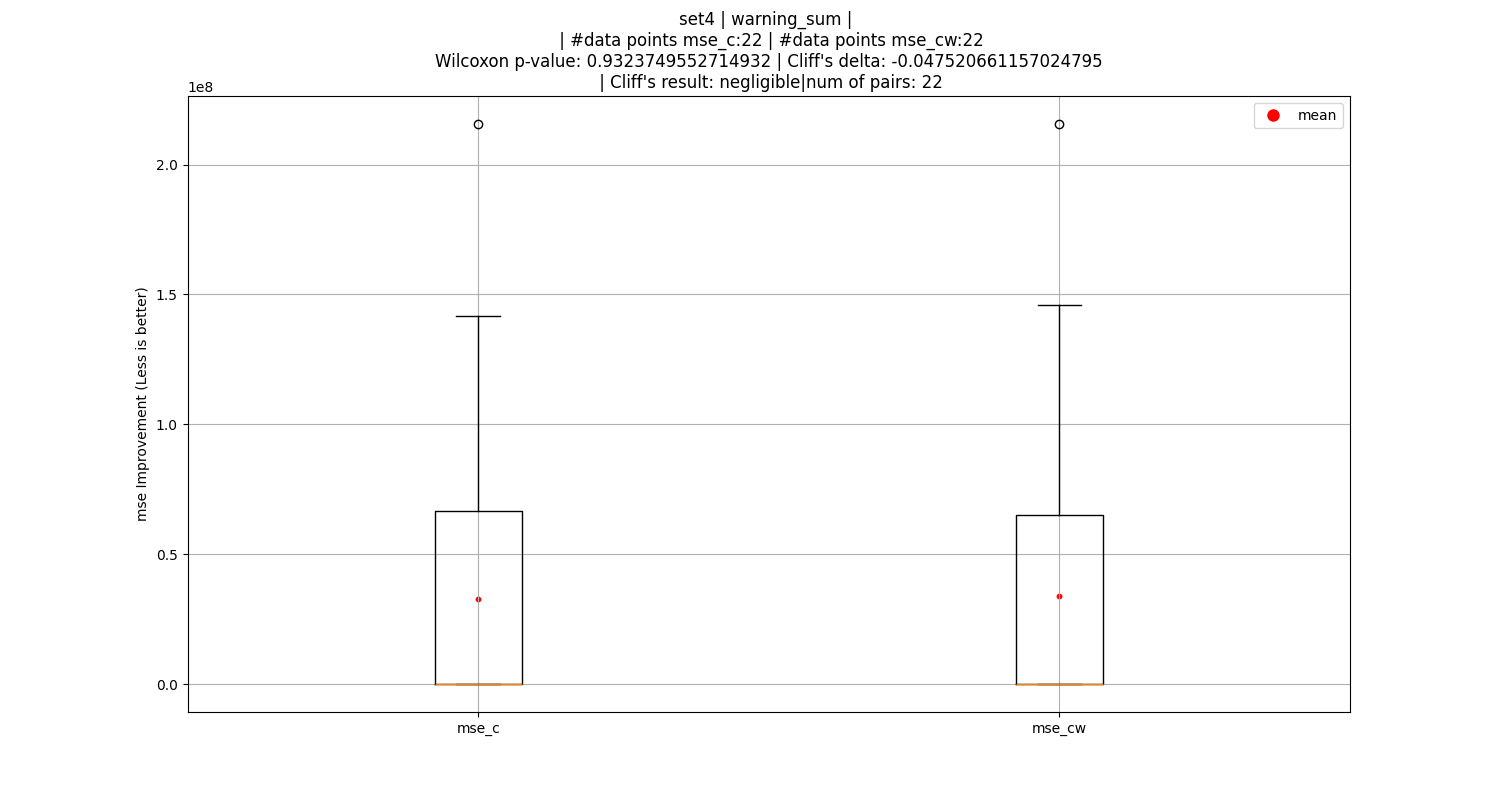 set4 | warning_sum |
| #data points mse_c:22 | #data points mse_cw:22
Wilcoxon p-value: 0.9323749552714932 | Cliff's delta: -0.047520661157024795
| Cliff's result: negligible|num of pairs: 22
1e8
mean
2.0
1.5
1.0
0.5
0.0
mse Improvement (Less is better)
mse_c
mse_cw